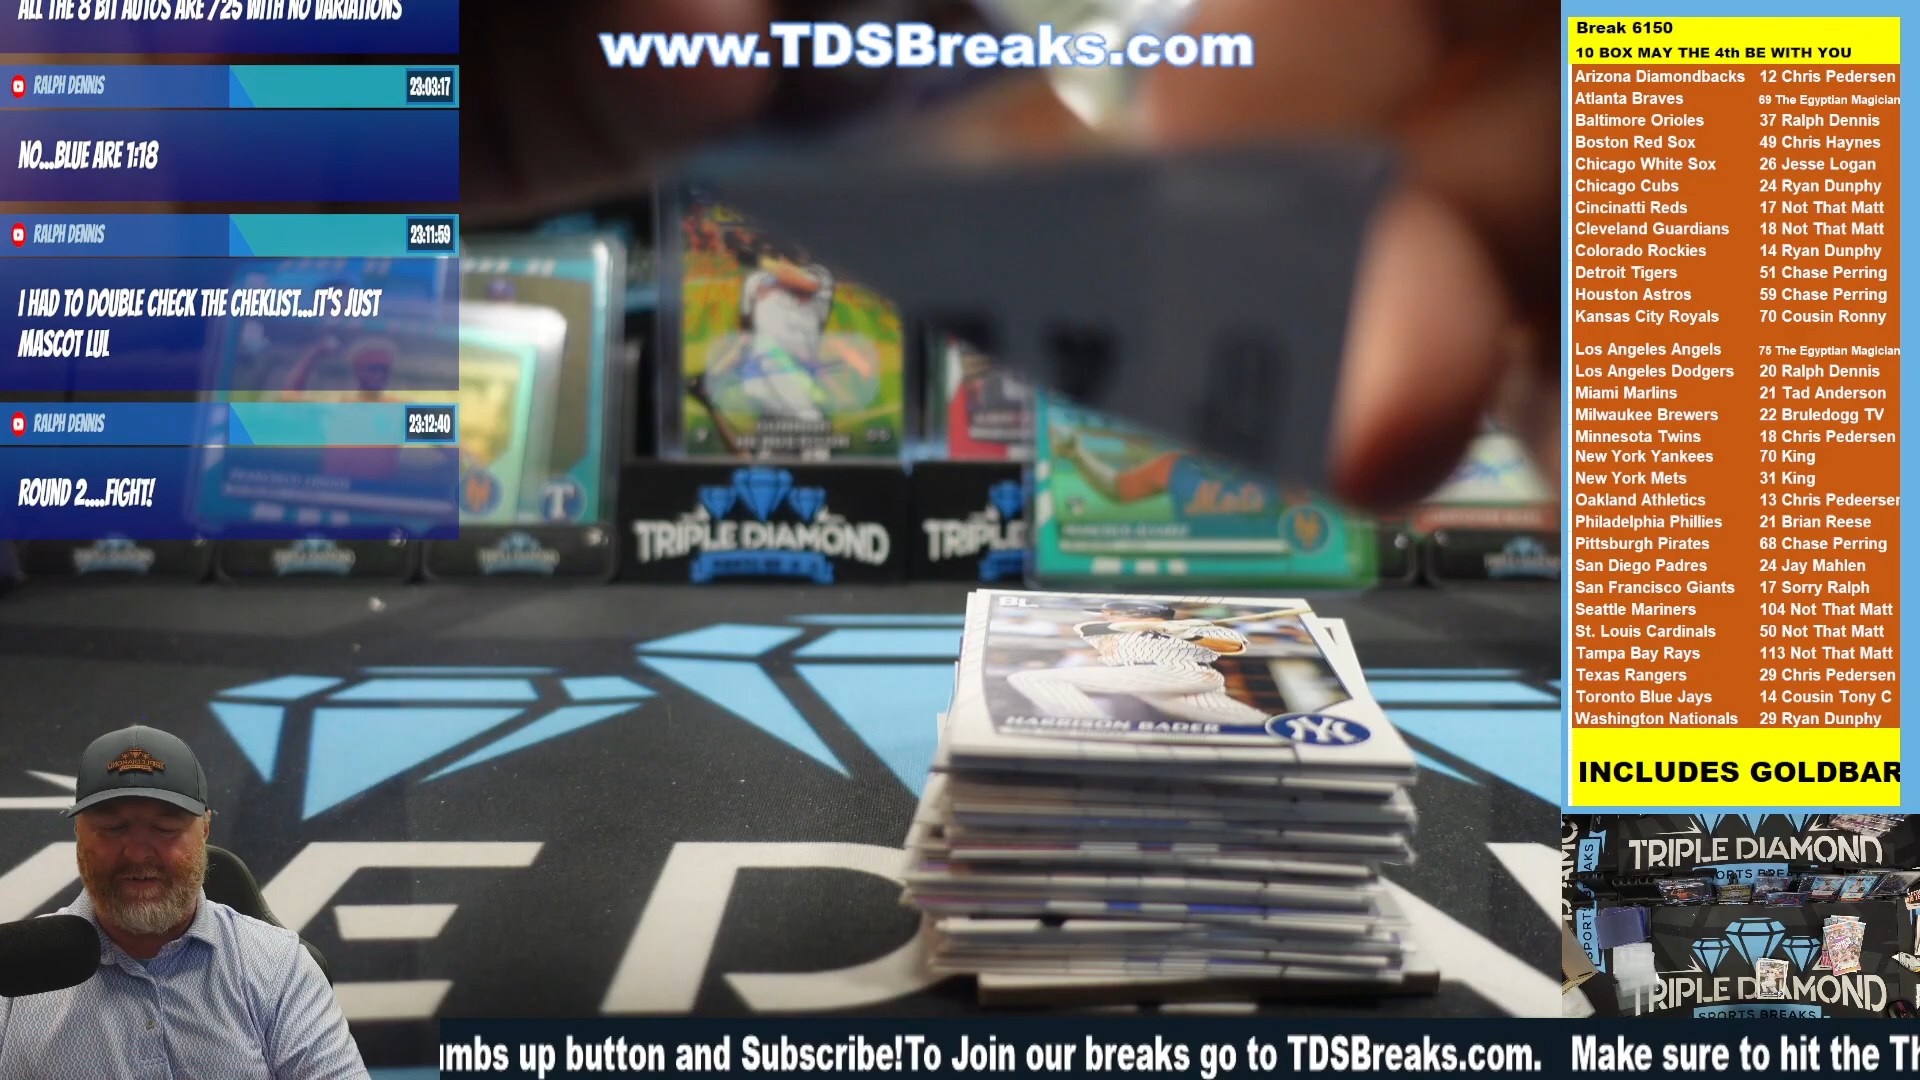 ALL THE 8 BIT AUTOS ARE /25 WITH NO VARIATIONS
RALPH DENNIS
23:03:17
NO...BLUE ARE 1:18
RALPH DENNIS
23:11:59
I HAD TO DOUBLE CHECK THE CHEKLIST...IT'S JUST
MASCOT LUL
RALPH DENNIS
23:12:40
ROUND 2....FIGHT!
www.TDSBreaks.com
TRIPLE DIAMOND
TRIPLE D
Mets
HARRISON BADER
NY
Break 6150
10 BOX MAY THE 4th BE WITH YOU
Arizona Diamondbacks 12 Chris Pedersen
Atlanta Braves 69 The Egyptian Magician
Baltimore Orioles 37 Ralph Dennis
Boston Red Sox 49 Chris Haynes
Chicago White Sox 26 Jesse Logan
Chicago Cubs 24 Ryan Dunphy
Cincinatti Reds 17 Not That Matt
Cleveland Guardians 18 Not That Matt
Colorado Rockies 14 Ryan Dunphy
Detroit Tigers 51 Chase Perring
Houston Astros 59 Chase Perring
Kansas City Royals 70 Cousin Ronny
Los Angeles Angels 75 The Egyptian Magician
Los Angeles Dodgers 20 Ralph Dennis
Miami Marlins 21 Tad Anderson
Milwaukee Brewers 22 Bruledogg TV
Minnesota Twins 18 Chris Pedersen
New York Yankees 70 King
New York Mets 31 King
Oakland Athletics 13 Chris Pedeerser
Philadelphia Phillies 21 Brian Reese
Pittsburgh Pirates 68 Chase Perring
San Diego Padres 24 Jay Mahlen
San Francisco Giants 17 Sorry Ralph
Seattle Mariners 104 Not That Matt
St. Louis Cardinals 50 Not That Matt
Tampa Bay Rays 113 Not That Matt
Texas Rangers 29 Chris Pedersen
Toronto Blue Jays 14 Cousin Tony C
Washington Nationals 29 Ryan Dunphy
INCLUDES GOLDBAR
TRIPLE DIAMOND
TRIPLE DIAMOND
SPORTS BREAKS
umbs up button and Subscribe!To Join our breaks go to TDSBreaks.com. Make sure to hit the Th